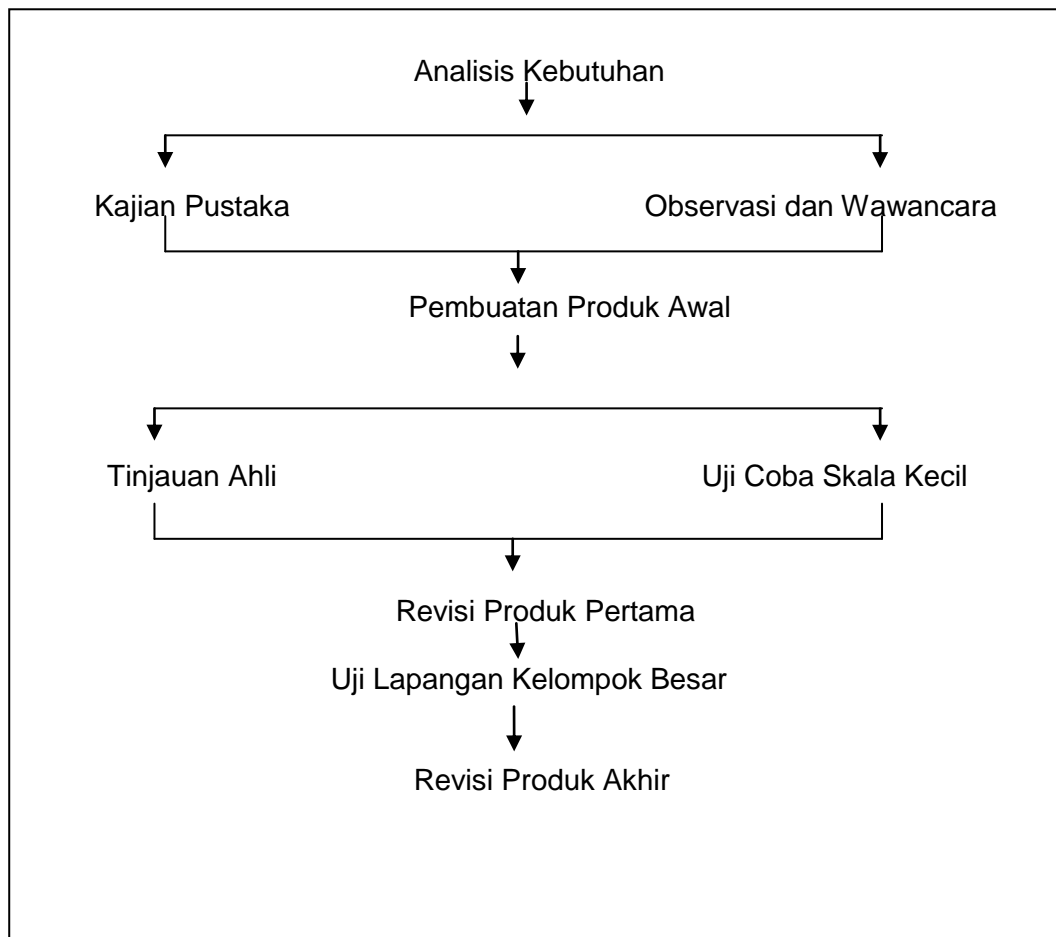 Analisis Kebutuhan
Kajian Pustaka
Observasi dan Wawancara
Pembuatan Produk Awal
Tinjauan Ahli
Uji Coba Skala Kecil
Revisi Produk Pertama
Uji Lapangan Kelompok Besar
Revisi Produk Akhir